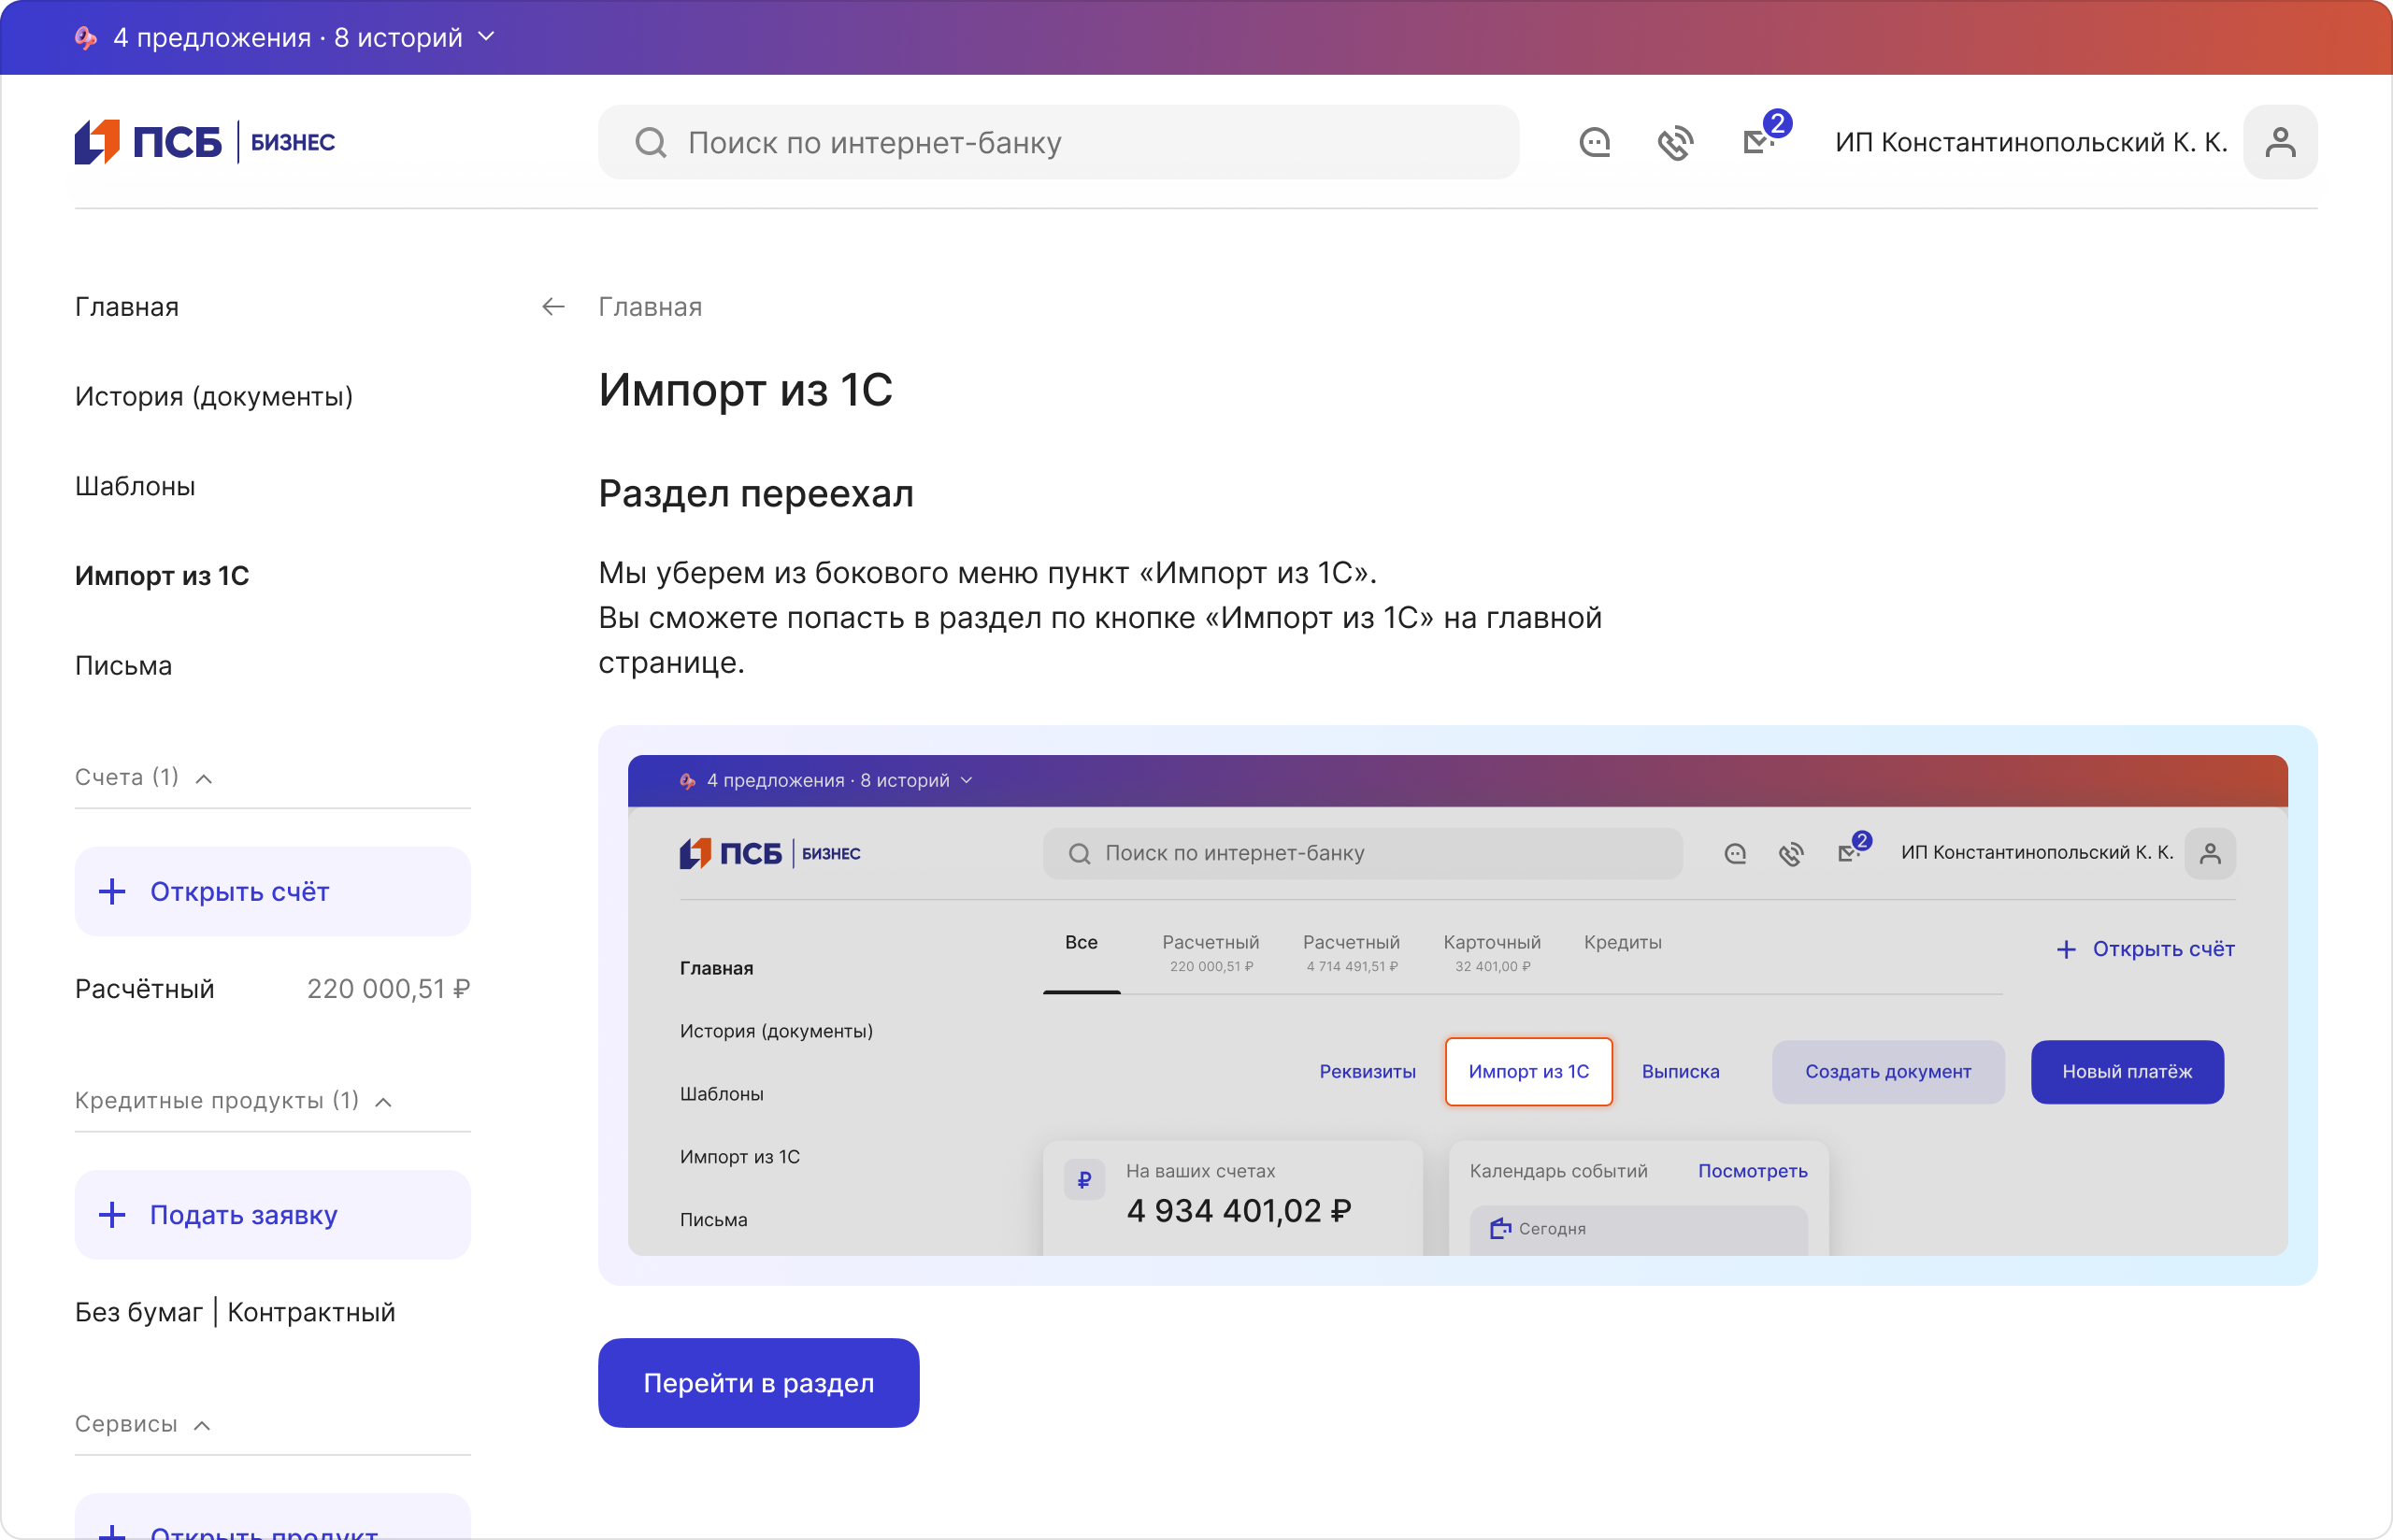 4 предложения · 8 историй
ПСБ БИЗНЕС
Поиск по интернет-банку
2
ИП Константинопольский К. К.
Главная
История (документы)
Шаблоны
Импорт из 1С
Письма
Счета (1)
Открыть счёт
Расчётный 220 000,51 ₽
Кредитные продукты (1)
Подать заявку
Без бумаг | Контрактный
Сервисы
Открыть продукт
Главная
Импорт из 1С
Раздел переехал
Мы уберем из бокового меню пункт «Импорт из 1С».
Вы сможете попасть в раздел по кнопке «Импорт из 1С» на главной
странице.
4 предложения · 8 историй
ПСБ БИЗНЕС
Поиск по интернет-банку
2
ИП Константинопольский К. К.
Главная
История (документы)
Шаблоны
Импорт из 1С
Письма
Все Расчетный Расчетный Карточный Кредиты
220 000,51 ₽ 4 714 491,51 ₽ 32 401,00 ₽
Открыть счёт
Реквизиты Импорт из 1С Выписка Создать документ Новый платёж
₽
На ваших счетах
4 934 401,02 ₽
Календарь событий Посмотреть
Сегодня
Перейти в раздел